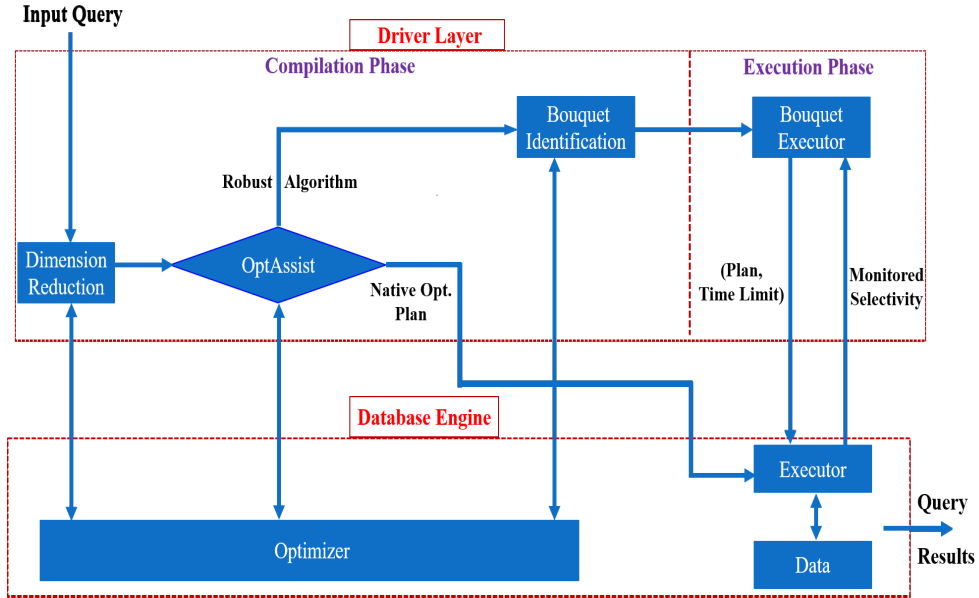 Input Query
Driver Layer
Compilation Phase
Execution Phase
Bouquet
Identification
Bouquet
Executor
Robust Algorithm
Dimension
Reduction
OptAssist
Native Opt.
Plan
(Plan,
Time Limit)
Monitored
Selectivity
Database Engine
Executor
Query
Results
Optimizer
Data